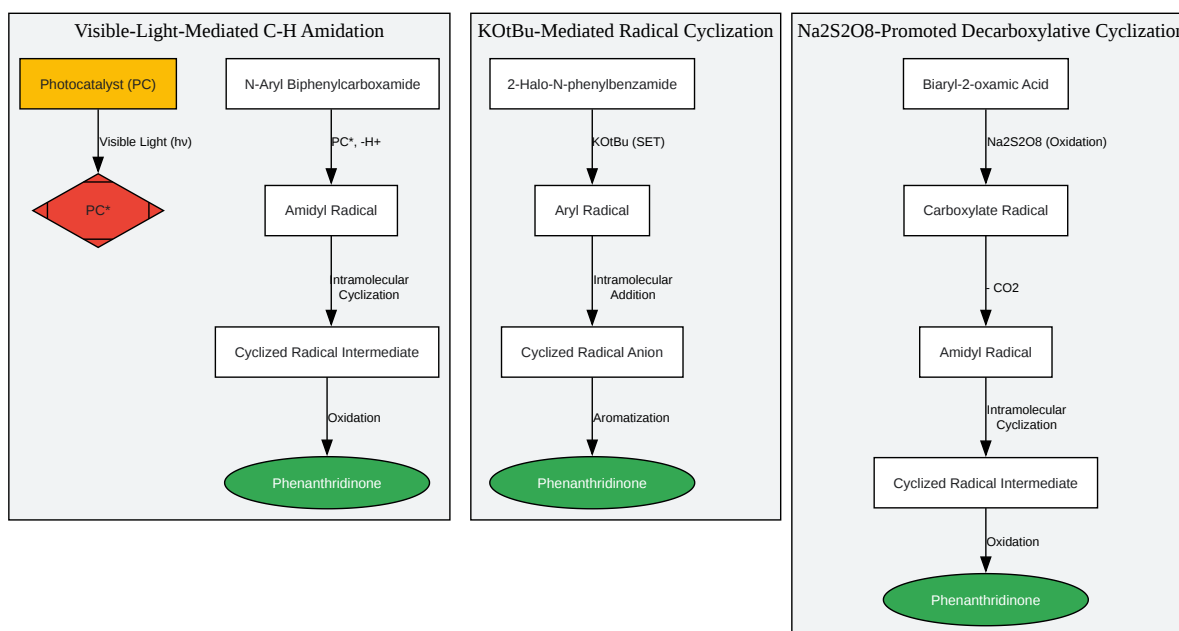 Visible-Light-Mediated C-H Amidation
Photocatalyst (PC)
Visible Light (hν)
PC*
N-Aryl Biphenylcarboxamide
PC*, -H+
Amidyl Radical
Intramolecular
Cyclization
Cyclized Radical Intermediate
Oxidation
Phenanthridinone
KOtBu-Mediated Radical Cyclization
2-Halo-N-phenylbenzamide
KOtBu (SET)
Aryl Radical
Intramolecular
Addition
Cyclized Radical Anion
Aromatization
Phenanthridinone
Na2S2O8-Promoted Decarboxylative Cyclization
Biaryl-2-oxamic Acid
Na2S2O8 (Oxidation)
Carboxylate Radical
- CO2
Amidyl Radical
Intramolecular
Cyclization
Cyclized Radical Intermediate
Oxidation
Phenanthridinone